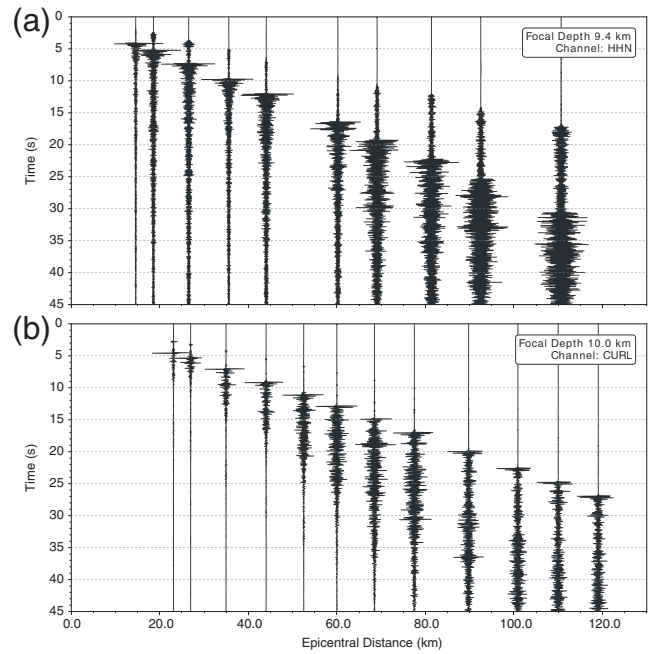 (a)
0
5
10
15
20
25
30
35
40
45
Time (s)
Focal Depth 9.4 km
Channel: HHN
(b)
0
5
10
15
20
25
30
35
40
45
Time (s)
Focal Depth 10.0 km
Channel: CURL
0.0 20.0 40.0 60.0 80.0 100.0 120.0
Epicentral Distance (km)